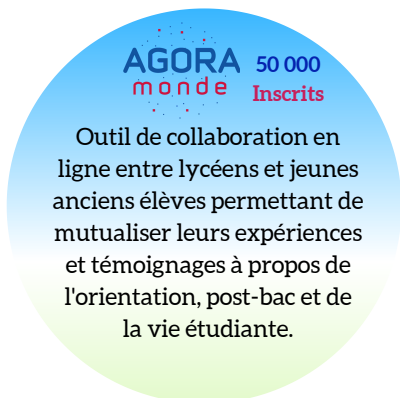 AGORA
monde
50 000
Inscrits
Outil de collaboration en
ligne entre lycéens et jeunes
anciens élèves permettant de
mutualiser leurs expériences
et témoignages à propos de
l'orientation, post-bac et de
la vie étudiante.